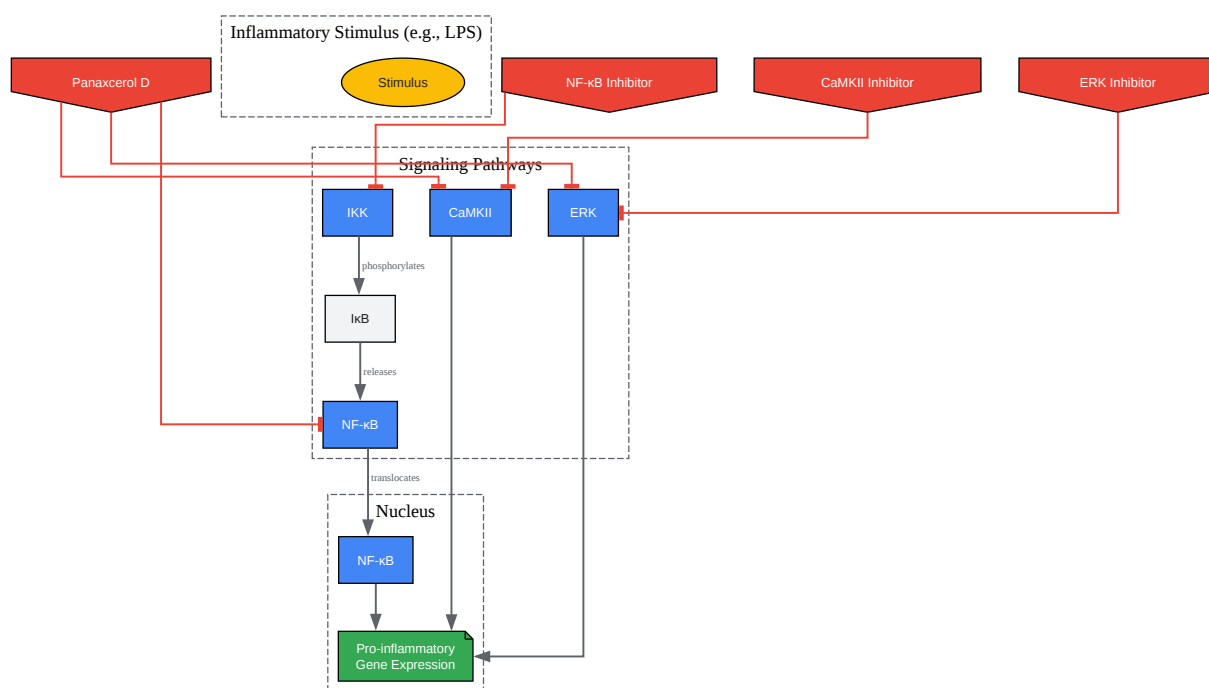 Inflammatory Stimulus (e.g., LPS)
Panaxcerol D
Stimulus
NF-κB Inhibitor
CaMKII Inhibitor
ERK Inhibitor
Signaling Pathways
IKK
CaMKII
ERK
phosphorylates
IκB
releases
NF-κB
translocates
Nucleus
NF-κB
Pro-inflammatory
Gene Expression